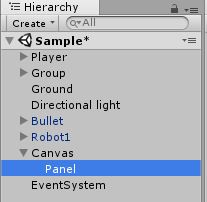 Hierarchy
Create All
Sample*
Player
Group
Ground
Directional light
Bullet
Robot1
Canvas
Panel
EventSystem